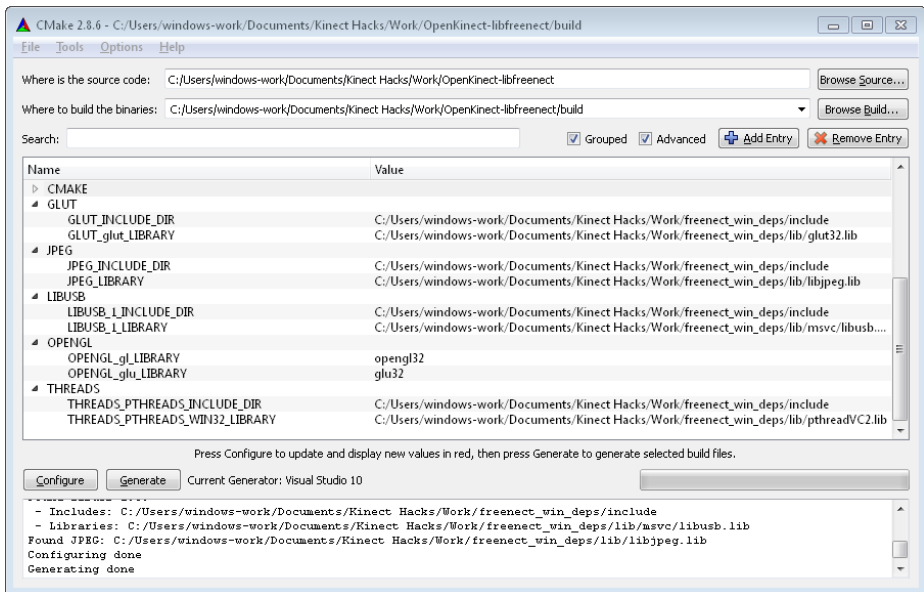 CMake 2.8.6 - C:/Users/windows-work/Documents/Kinect Hacks/Work/OpenKinect-libfreenect/build
File Tools Options Help
Where is the source code: C:/Users/windows-work/Documents/Kinect Hacks/Work/OpenKinect-libfreenect Browse Source...
Where to build the binaries: C:/Users/windows-work/Documents/Kinect Hacks/Work/OpenKinect-libfreenect/build Browse Build...
Search: Grouped Advanced Add Entry Remove Entry
Name Value
CMAKE
GLUT
GLUT_INCLUDE_DIR C:/Users/windows-work/Documents/Kinect Hacks/Work/freenect_win_deps/include
GLUT_glut_LIBRARY C:/Users/windows-work/Documents/Kinect Hacks/Work/freenect_win_deps/lib/glut32.lib
JPEG
JPEG_INCLUDE_DIR C:/Users/windows-work/Documents/Kinect Hacks/Work/freenect_win_deps/include
JPEG_LIBRARY C:/Users/windows-work/Documents/Kinect Hacks/Work/freenect_win_deps/lib/libjpeg.lib
LIBUSB
LIBUSB_1_INCLUDE_DIR C:/Users/windows-work/Documents/Kinect Hacks/Work/freenect_win_deps/include
LIBUSB_1_LIBRARY C:/Users/windows-work/Documents/Kinect Hacks/Work/freenect_win_deps/lib/msvc/libusb....
OPENGL
OPENGL_gl_LIBRARY opengl32
OPENGL_glu_LIBRARY glu32
THREADS
THREADS_PTHREADS_INCLUDE_DIR C:/Users/windows-work/Documents/Kinect Hacks/Work/freenect_win_deps/include
THREADS_PTHREADS_WIN32_LIBRARY C:/Users/windows-work/Documents/Kinect Hacks/Work/freenect_win_deps/lib/pthreadVC2.lib
Press Configure to update and display new values in red, then press Generate to generate selected build files.
Configure Generate Current Generator: Visual Studio 10
- Includes: C:/Users/windows-work/Documents/Kinect Hacks/Work/freenect_win_deps/include
- Libraries: C:/Users/windows-work/Documents/Kinect Hacks/Work/freenect_win_deps/lib/msvc/libusb.lib
Found JPEG: C:/Users/windows-work/Documents/Kinect Hacks/Work/freenect_win_deps/lib/libjpeg.lib
Configuring done
Generating done